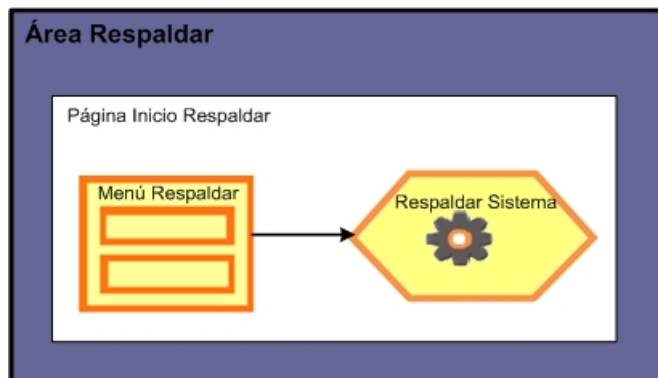 Área Respaldar
Página Inicio Respaldar
Menú Respaldar
Respaldar Sistema